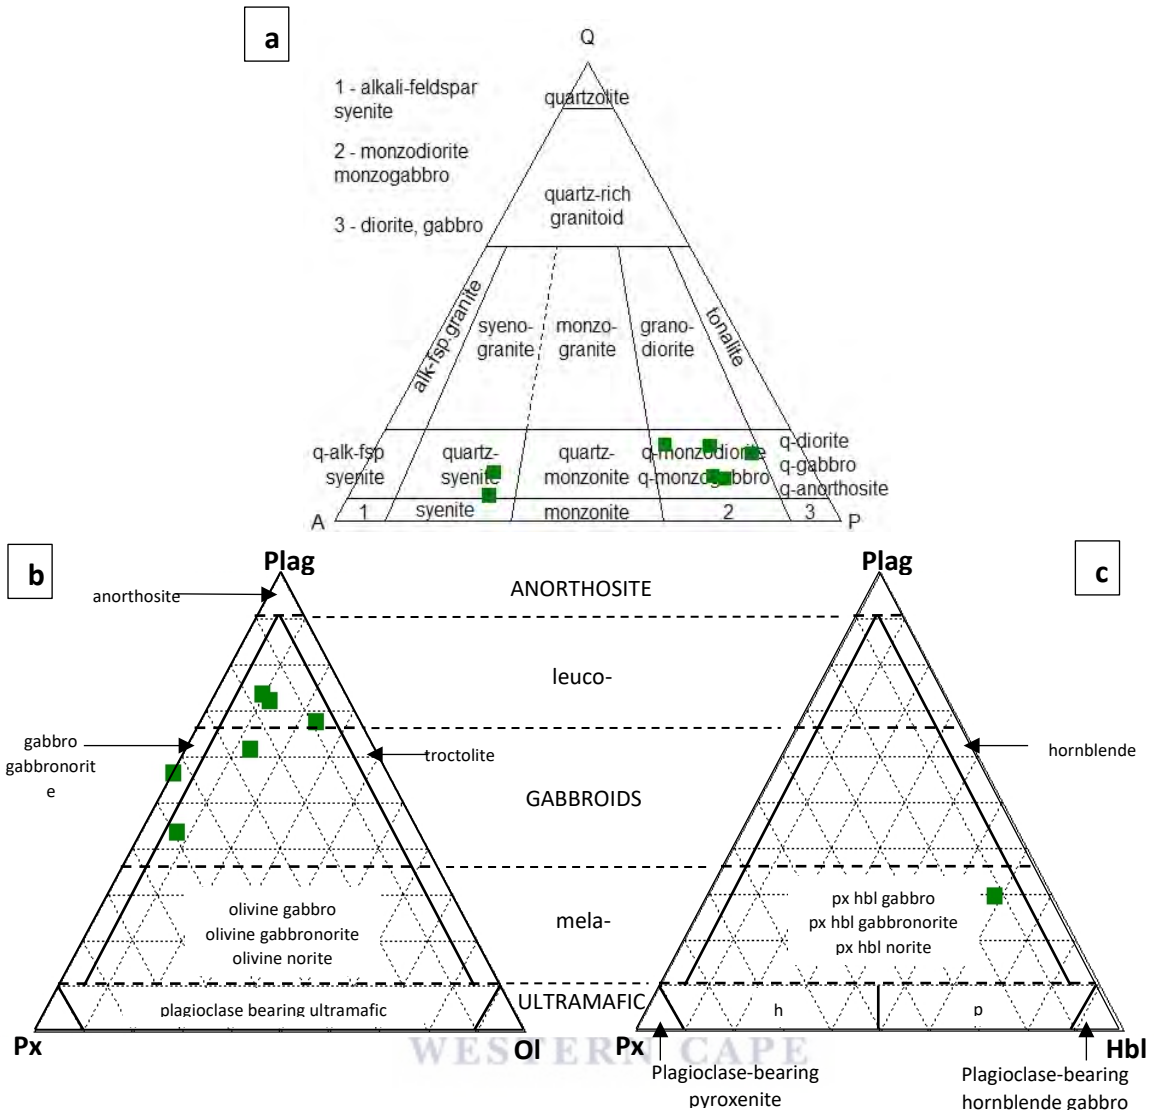 a
Q
1 - alkali-feldspar
syenite
quartzolite
2 - monzodiorite
monzogabbro
quartz-rich
granitoid
3 - diorite, gabbro
alk-fsp.granite
syeno-
granite
monzo-
granite
grano-
diorite
tonalite
q-alk-fsp
syenite
quartz-
syenite
quartz-
monzonite
q-monzodiorite
q-monzogabbro
q-diorite
q-gabbro
q-anorthosite
A
1
syenite
monzonite
2
3
P
b
Plag
anorthosite
gabbro
gabbronorit
e
troctolite
olivine gabbro
olivine gabbronorite
olivine norite
plagioclase bearing ultramafic
Px
Ol
ANORTHOSITE
leuco-
GABBROIDS
mela-
ULTRAMAFIC
c
Plag
hornblende
px hbl gabbro
px hbl gabbronorite
px hbl norite
h
p
Px
Hbl
Plagioclase-bearing
pyroxenite
Plagioclase-bearing
hornblende gabbro
WESTERN CAPE